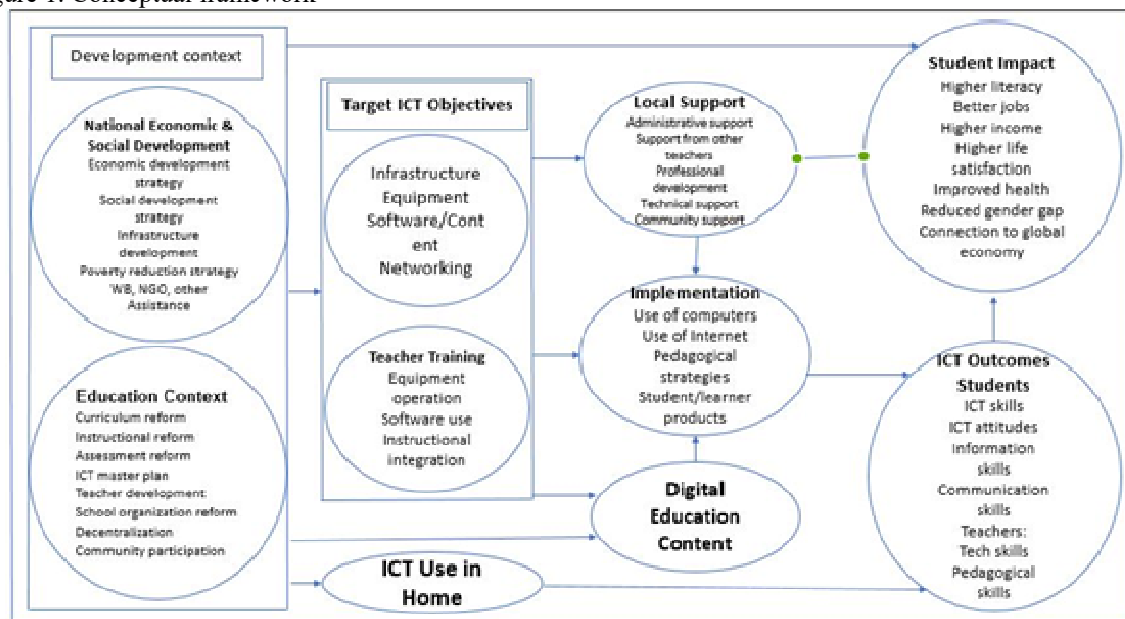 Figure 1: Conceptual framework
Development context
National Economic &
Social Development
Economic development
strategy
Social development
strategy
Infrastructure
development
Poverty reduction strategy
WB, NGO, other
Assistance
Education Context
Curriculum reform
Instructional reform
Assessment reform
ICT master plan
Teacher development:
School organization reform
Decentralization
Community participation
Target ICT Objectives
Infrastructure
Equipment
Software/Cont
ent
Networking
Teacher Training
Equipment
operation
Software use
Instructional
integration
ICT Use in
Home
Local Support
Administrative support
Support from other
teachers
Professional
development
Technical support
Community support
Implementation
Use of computers
Use of Internet
Pedagogical
strategies
Student/learner
products
Digital
Education
Content
Student Impact
Higher literacy
Better jobs
Higher income
Higher life
satisfaction
Improved health
Reduced gender gap
Connection to global
economy
ICT Outcomes
Students
ICT skills
ICT attitudes
Information
skills
Communication
skills
Teachers:
Tech skills
Pedagogical
skills